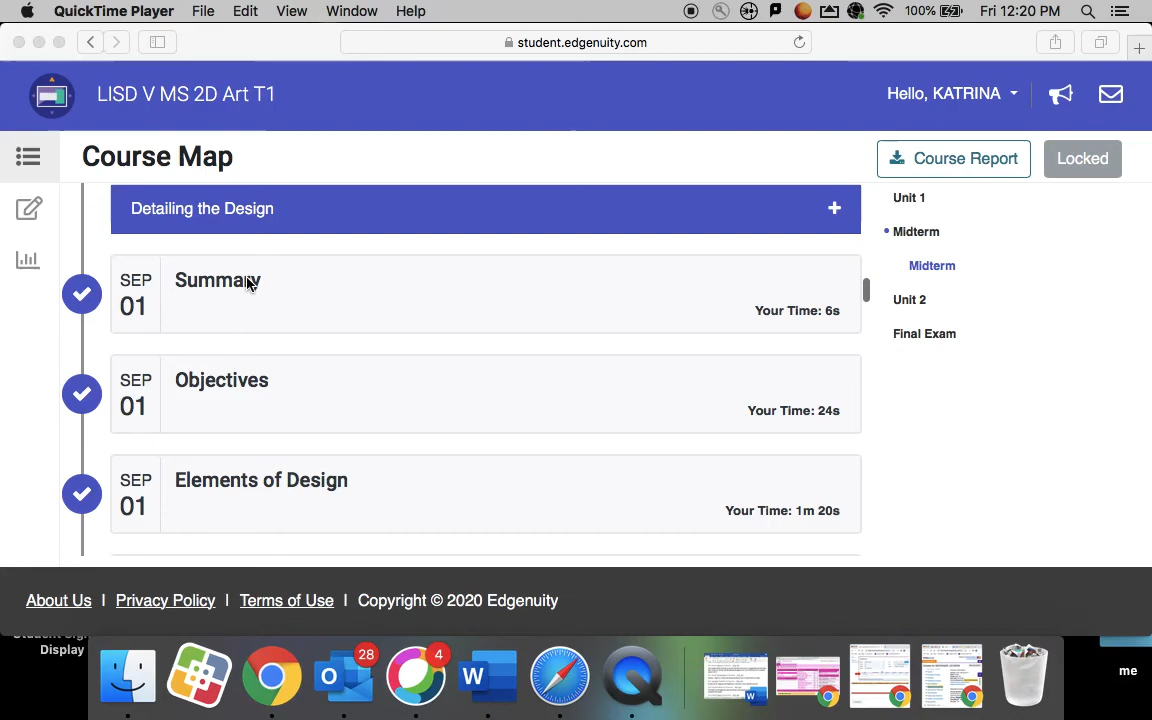 QuickTime Player File Edit View Window Help 100% Fri 12:20 PM
student.edgenuity.com
LISD V MS 2D Art T1
Hello, KATRINA
Course Map
Course Report
Locked
Detailing the Design
SEP
01
Summary
Your Time: 6s
SEP
01
Objectives
Your Time: 24s
SEP
01
Elements of Design
Your Time: 1m 20s
Unit 1
Midterm
Midterm
Unit 2
Final Exam
About Us | Privacy Policy | Terms of Use | Copyright © 2020 Edgenuity
Display
28
4
me